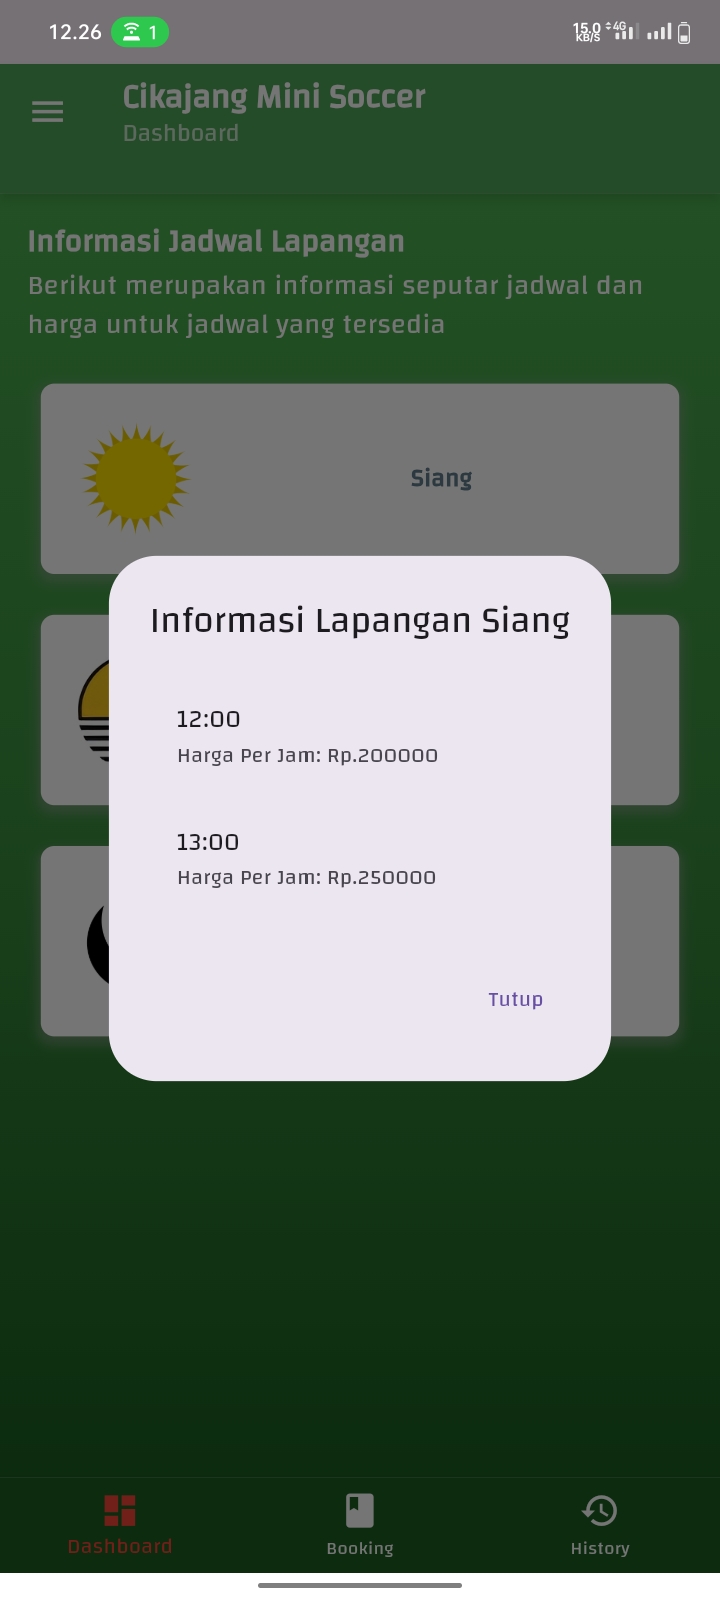 12.26
1
15.0
KB/S
4G
Cikajang Mini Soccer
Dashboard
Informasi Jadwal Lapangan
Berikut merupakan informasi seputar jadwal dan
harga untuk jadwal yang tersedia
Siang
Informasi Lapangan Siang
12:00
Harga Per Jam: Rp.200000
13:00
Harga Per Jam: Rp.250000
Tutup
Dashboard
Booking
History